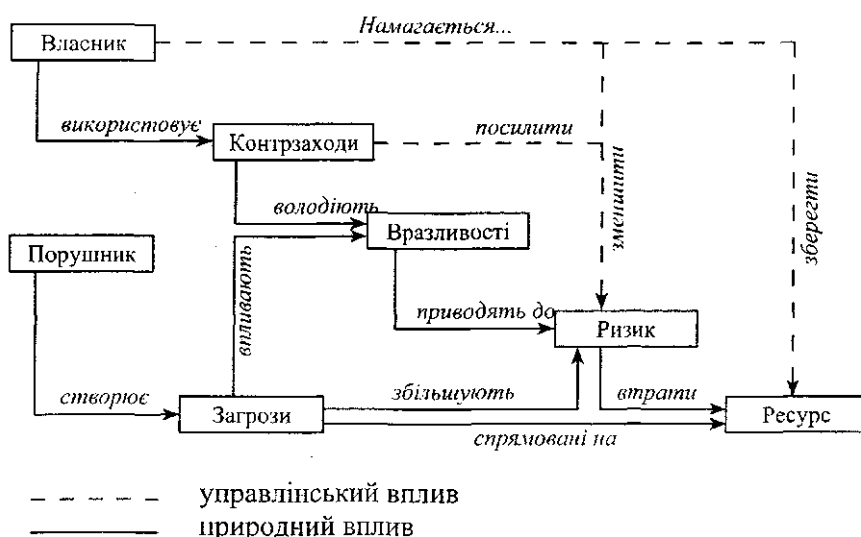 Намагається...
Власник
використовує
Контрзаходи
посилити
зменшити
зберегти
володіють
Вразливості
Порушник
впливають
приводять до
Ризик
створює
Загрози
збільшують
втрати
Ресурс
спрямовані на
управлінський вплив
природний вплив